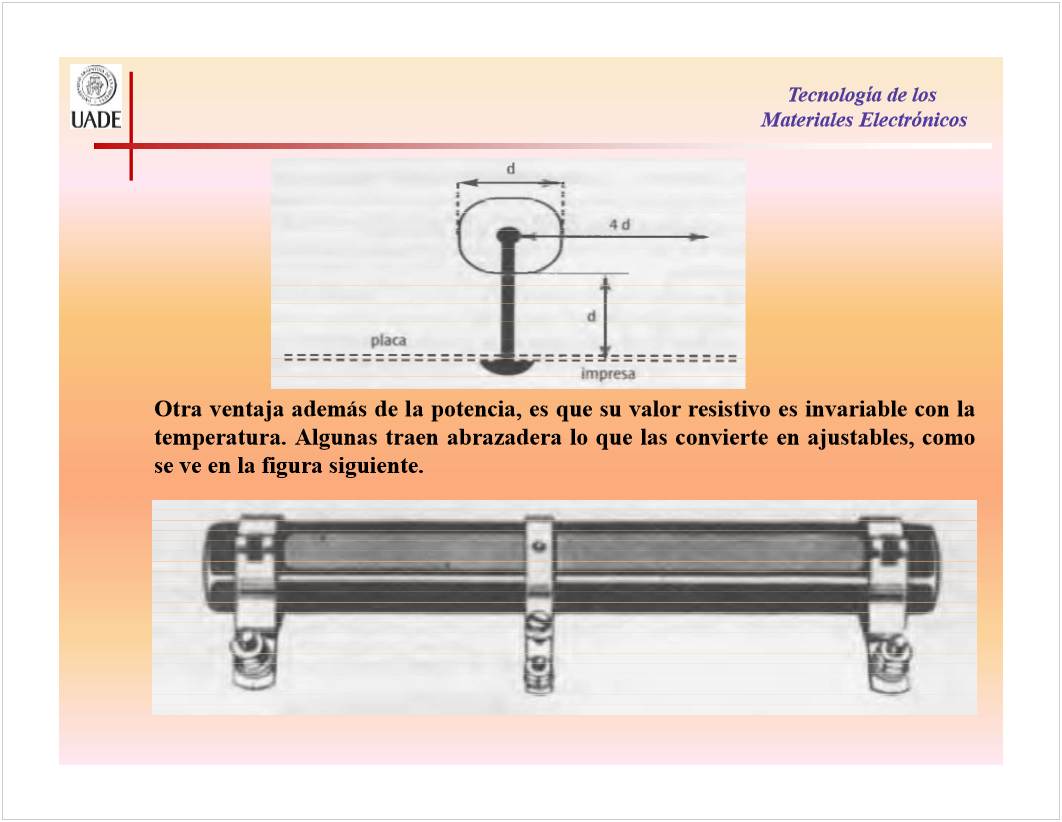 UADE
Tecnología de los
Materiales Electrónicos
d
4 d
d
placa
impresa
Otra ventaja además de la potencia, es que su valor resistivo es invariable con la
temperatura. Algunas traen abrazadera lo que las convierte en ajustables, como
se ve en la figura siguiente.